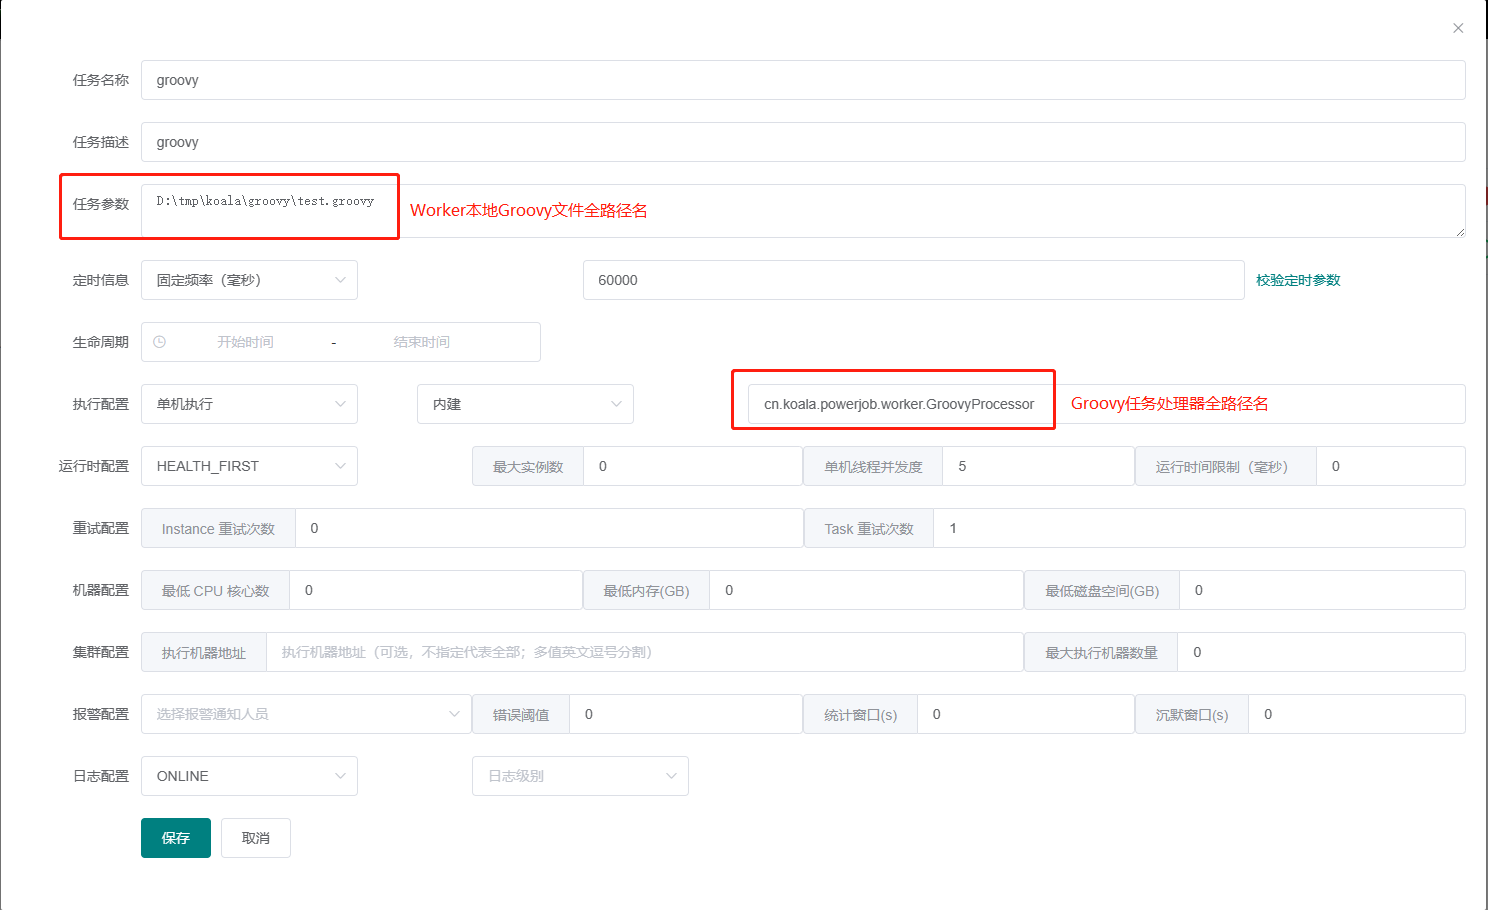 任务名称 groovy
任务描述 groovy
任务参数 D:\tmp\koala\groovy\test.groovy Worker本地Groovy文件全路径名
定时信息 固定频率（毫秒） 60000 校验定时参数
生命周期 开始时间 - 结束时间
执行配置 单机执行 内建 cn.koala.powerjob.worker.GroovyProcessor Groovy任务处理器全路径名
运行时配置 HEALTH_FIRST 最大实例数 0 单机线程并发度 5 运行时间限制（毫秒） 0
重试配置 Instance 重试次数 0 Task 重试次数 1
机器配置 最低 CPU 核心数 0 最低内存(GB) 0 最低磁盘空间(GB) 0
集群配置 执行机器地址 执行机器地址（可选，不指定代表全部；多值英文逗号分割） 最大执行机器数量 0
报警配置 选择报警通知人员 错误阈值 0 统计窗口(s) 0 沉默窗口(s) 0
日志配置 ONLINE 日志级别
保存 取消